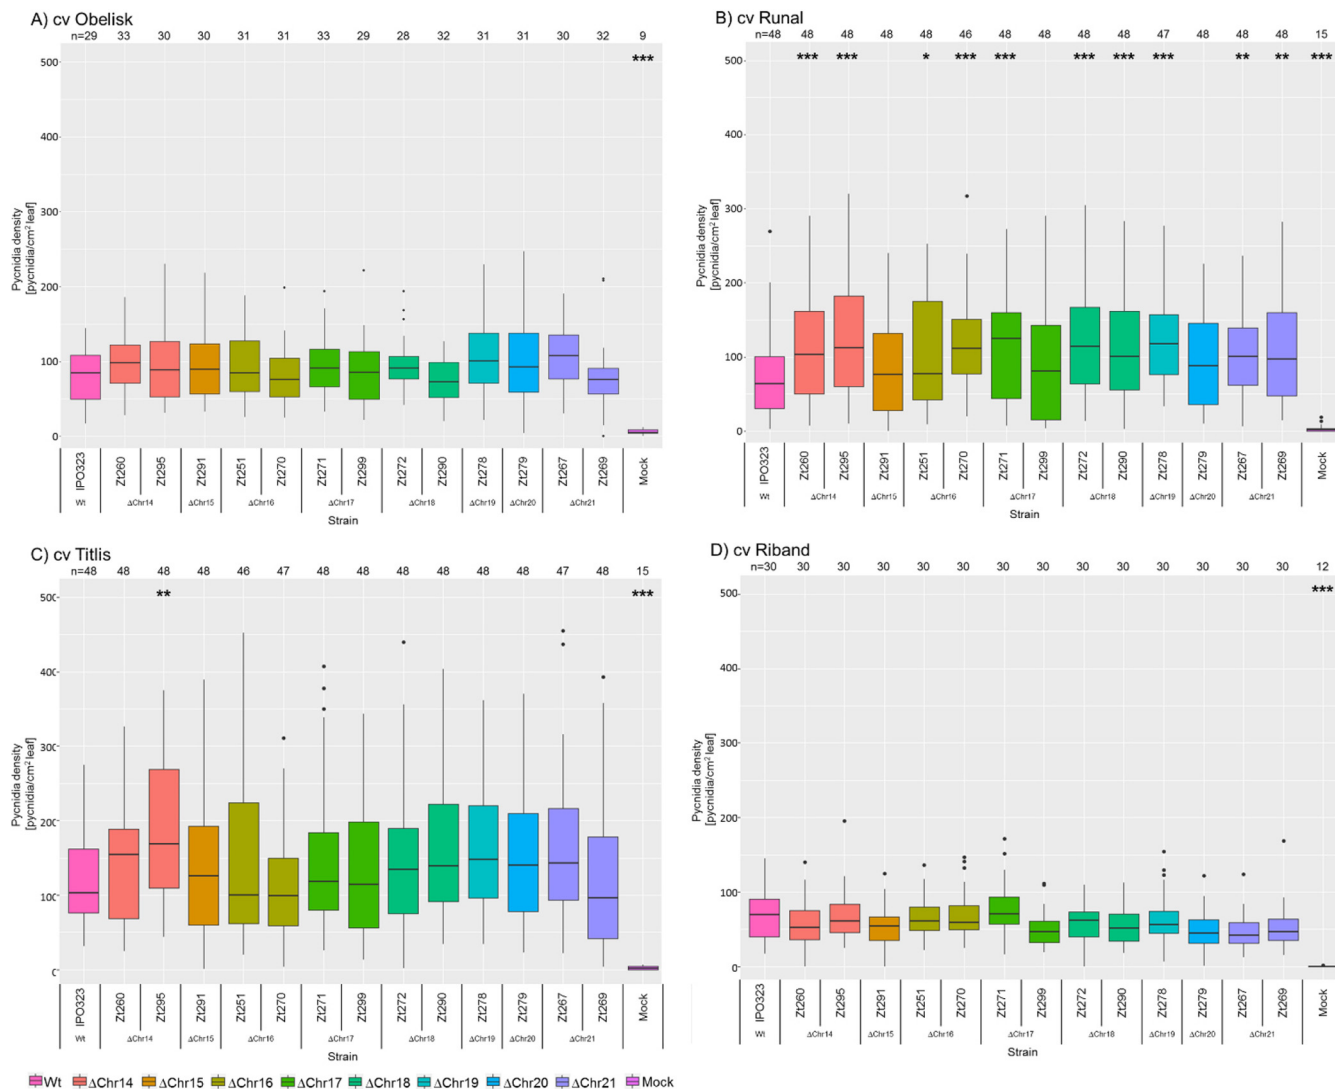 A) cv Obelisk
n=29 33 30 30 31 31 33 29 28 32 31 31 30 32 9
***
500
400
300
200
100
0
Pycnidia density
[pycnidia/cm² leaf]
IPO323 Zt260 Zt295 Zt291 Zt251 Zt270 Zt271 Zt299 Zt272 Zt290 Zt278 Zt279 Zt267 Zt269 Mock
Wt ΔChr14 ΔChr15 ΔChr16 ΔChr17 ΔChr18 ΔChr19 ΔChr20 ΔChr21
Strain
B) cv Runal
n=48 48 48 48 48 46 48 48 48 48 47 48 48 48 15
*** *** * *** *** *** *** *** ** ** ***
500
400
300
200
100
0
Pycnidia density
[pycnidia/cm² leaf]
IPO323 Zt260 Zt295 Zt291 Zt251 Zt270 Zt271 Zt299 Zt272 Zt290 Zt278 Zt279 Zt267 Zt269 Mock
Wt ΔChr14 ΔChr15 ΔChr16 ΔChr17 ΔChr18 ΔChr19 ΔChr20 ΔChr21
Strain
C) cv Titlis
n=48 48 48 48 46 47 48 48 48 48 48 48 47 48 15
** ***
500
400
300
200
100
0
Pycnidia density
[pycnidia/cm² leaf]
IPO323 Zt260 Zt295 Zt291 Zt251 Zt270 Zt271 Zt299 Zt272 Zt290 Zt278 Zt279 Zt267 Zt269 Mock
Wt ΔChr14 ΔChr15 ΔChr16 ΔChr17 ΔChr18 ΔChr19 ΔChr20 ΔChr21
Strain
D) cv Riband
n=30 30 30 30 30 30 30 30 30 30 30 30 30 30 12
***
500
400
300
200
100
0
Pycnidia density
[pycnidia/cm² leaf]
IPO323 Zt260 Zt295 Zt291 Zt251 Zt270 Zt271 Zt299 Zt272 Zt290 Zt278 Zt279 Zt267 Zt269 Mock
Wt ΔChr14 ΔChr15 ΔChr16 ΔChr17 ΔChr18 ΔChr19 ΔChr20 ΔChr21
Strain
Wt ΔChr14 ΔChr15 ΔChr16 ΔChr17 ΔChr18 ΔChr19 ΔChr20 ΔChr21 Mock